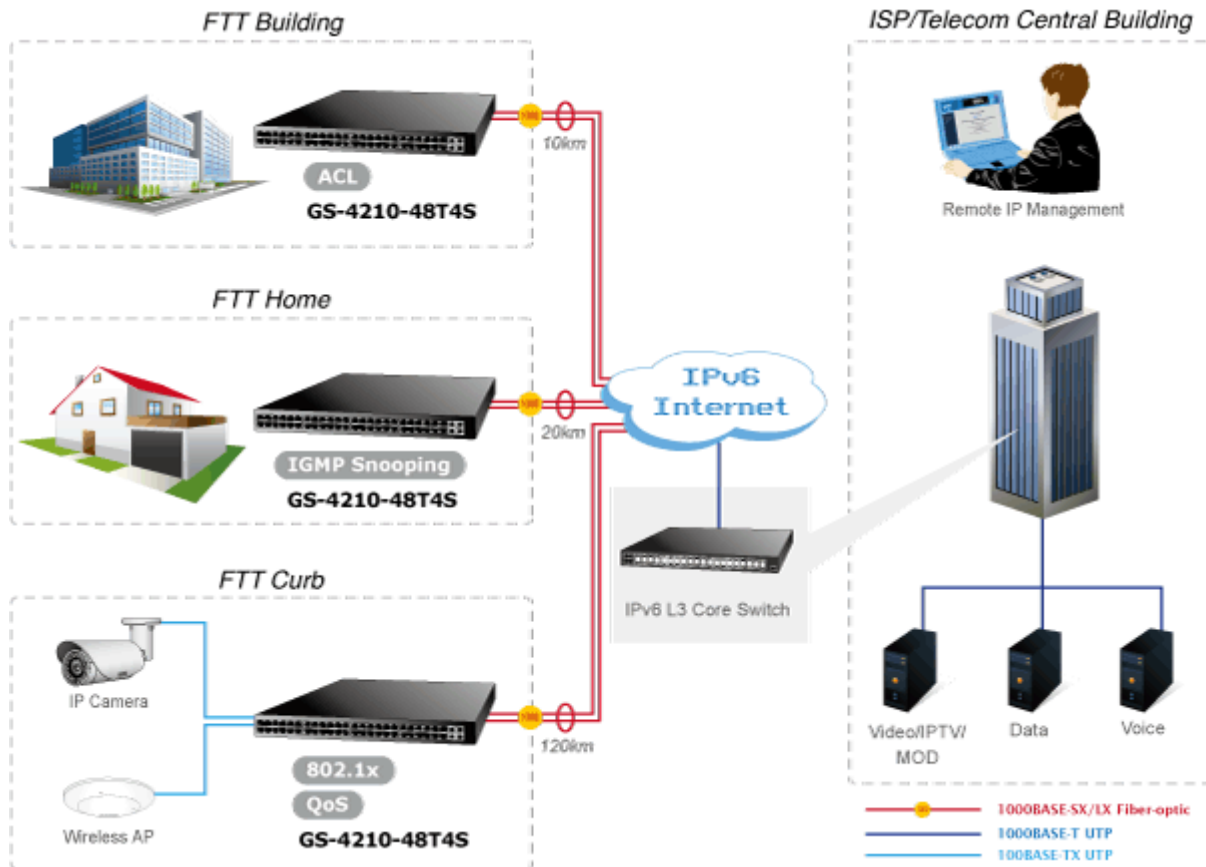 FTT Building
ACL
GS-4210-48T4S
10km
FTT Home
IGMP Snooping
GS-4210-48T4S
20km
FTT Curb
IP Camera
Wireless AP
802.1x
QoS
GS-4210-48T4S
120km
IPv6
Internet
IPv6 L3 Core Switch
ISP/Telecom Central Building
Remote IP Management
Video/IPTV/
MOD
Data
Voice
1000BASE-SX/LX Fiber-optic
1000BASE-T UTP
100BASE-TX UTP